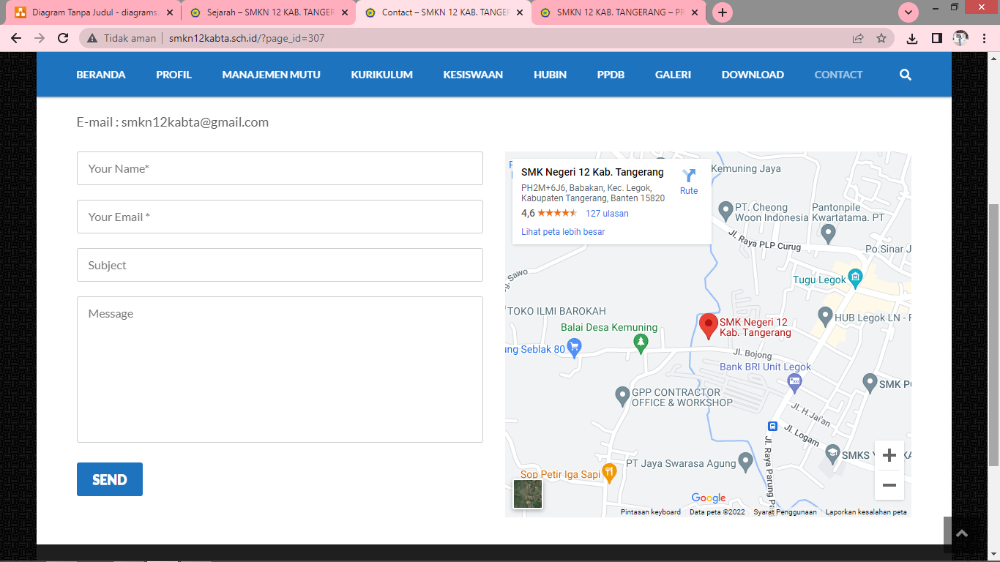 Diagram Tanpa Judul - diagrams.
Sejarah – SMKN 12 KAB. TANGER
Contact – SMKN 12 KAB. TANGER
SMKN 12 KAB. TANGERANG – PR
Tidak aman
smkn12kabta.sch.id/?page_id=307
BERANDA PROFIL MANAJEMEN MUTU KURIKULUM KESISWAAN HUBIN PPDB GALERI DOWNLOAD CONTACT
E-mail : smkn12kabta@gmail.com
Your Name*
Your Email *
Subject
Message
SEND
SMK Negeri 12 Kab. Tangerang
PH2M+6J6, Babakan, Kec. Legok,
Kabupaten Tangerang, Banten 15820
4,6
127 ulasan
Lihat peta lebih besar
Rute
Kemuning Jaya
PT. Cheong
Woon Indonesia
Pantonpile
Kwartatama. PT
Jl. Raya PLP Curug
Po.Sinar J
g. Sawo
Tugu Legok
TOKO ILMI BAROKAH
HUB Legok LN - F
Balai Desa Kemuning
SMK Negeri 12
Kab. Tangerang
ung Seblak 80
Jl. Bojong
Bank BRI Unit Legok
SMK PG
GPP CONTRACTOR
OFFICE & WORKSHOP
Jl. H.Jai'an
Jl. Logam
Jl. Raya Parung Pa
SMKS Y
KA
PT Jaya Swarasa Agung
Sop Petir Iga Sapi
Google
Pintasan keyboard
Data peta ©2022
Syarat Penggunaan
Laporkan kesalahan peta